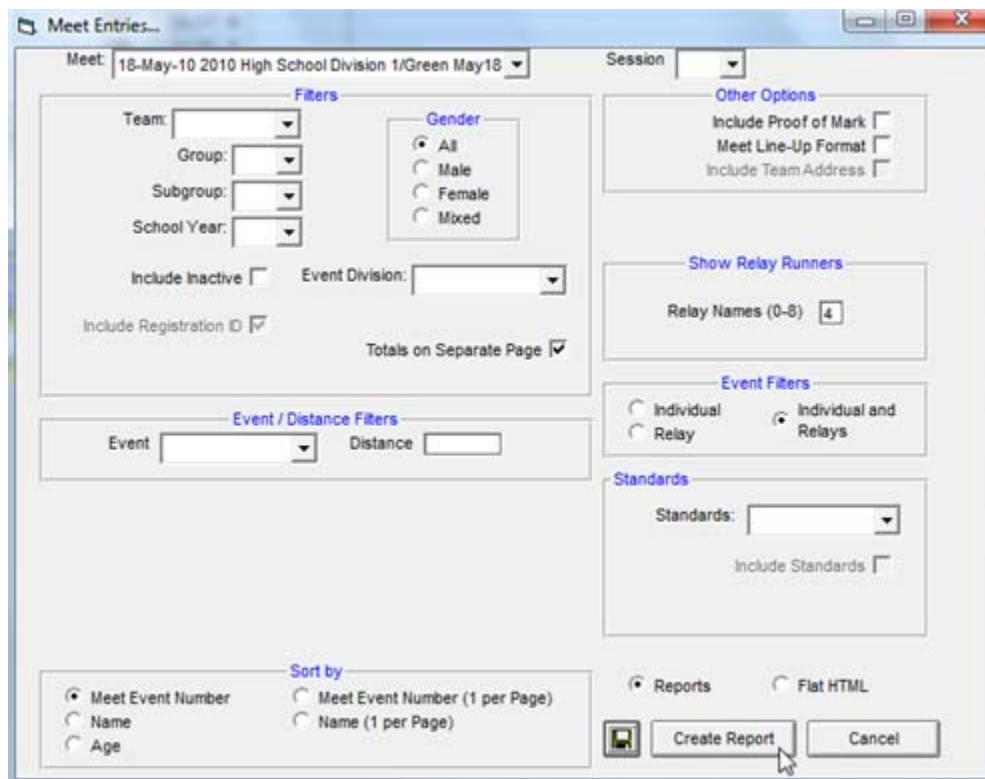 Meet Entries...
Meet: 18-May-10 2010 High School Division 1/Green May18
Session
Filters
Team:
Group:
Subgroup:
School Year:
Gender
All
Male
Female
Mixed
Include Inactive
Event Division:
Include Registration ID
Totals on Separate Page
Other Options
Include Proof of Mark
Meet Line-Up Format
Include Team Address
Show Relay Runners
Relay Names (0-8) 4
Event / Distance Filters
Event
Distance
Event Filters
Individual
Relay
Individual and
Relays
Standards
Standards:
Include Standards
Sort by
Meet Event Number
Name
Age
Meet Event Number (1 per Page)
Name (1 per Page)
Reports
Flat HTML
Create Report
Cancel